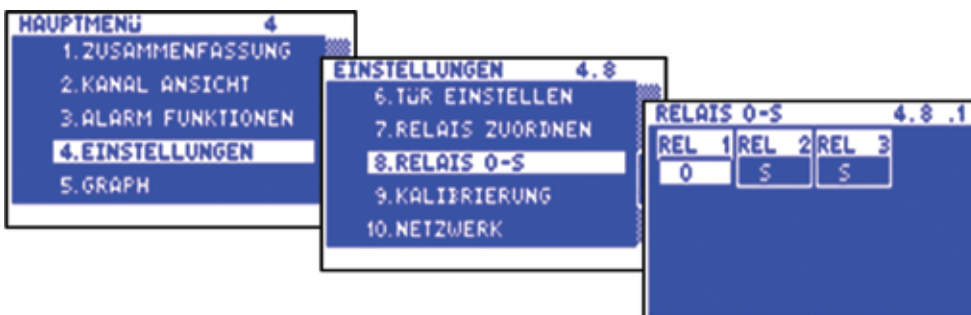 HAUPTMENÜ 4
1.ZUSAMMENFASSUNG
2.KANAL ANSICHT
3.ALARM FUNKTIONEN
4.EINSTELLUNGEN
5.GRAPH
EINSTELLUNGEN 4.8
6.TÜR EINSTELLEN
7.RELAIS ZUORDNEN
8.RELAIS O-S
9.KALIBRIERUNG
10.NETZWERK
RELAIS O-S 4.8 .1
REL 1 REL 2 REL 3
O S S